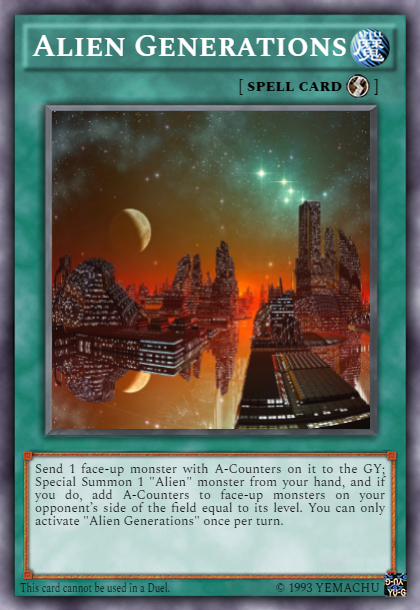 ALIEN GENERATIONS 魔
[ SPELL CARD ]
Send 1 face-up monster with A-Counters on it to the GY;
Special Summon 1 "Alien" monster from your hand, and if
you do, add A-Counters to face-up monsters on your
opponent's side of the field equal to its level. You can only
activate "Alien Generations" once per turn.
This card cannot be used in a Duel. © 1993 YEMACHU